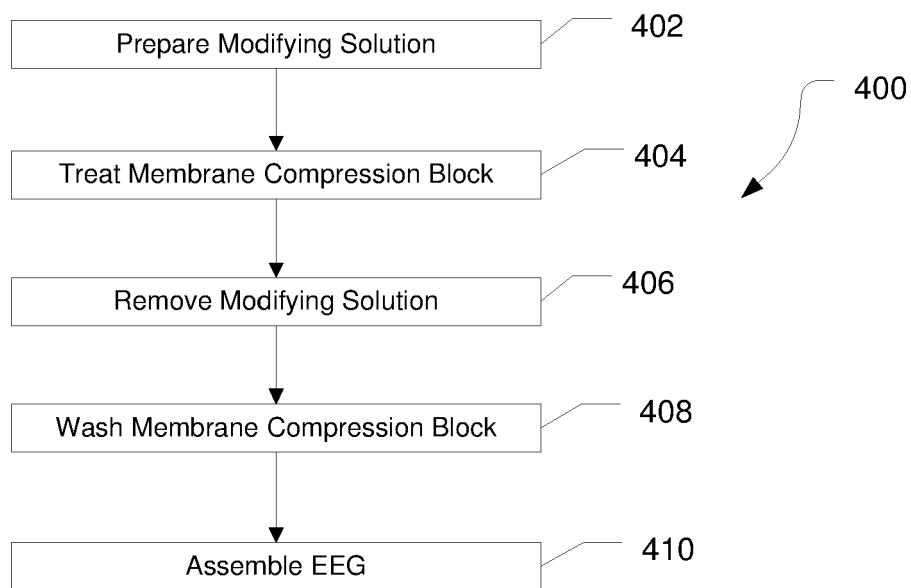 Prepare Modifying Solution
402
400
Treat Membrane Compression Block
404
Remove Modifying Solution
406
Wash Membrane Compression Block
408
Assemble EEG
410